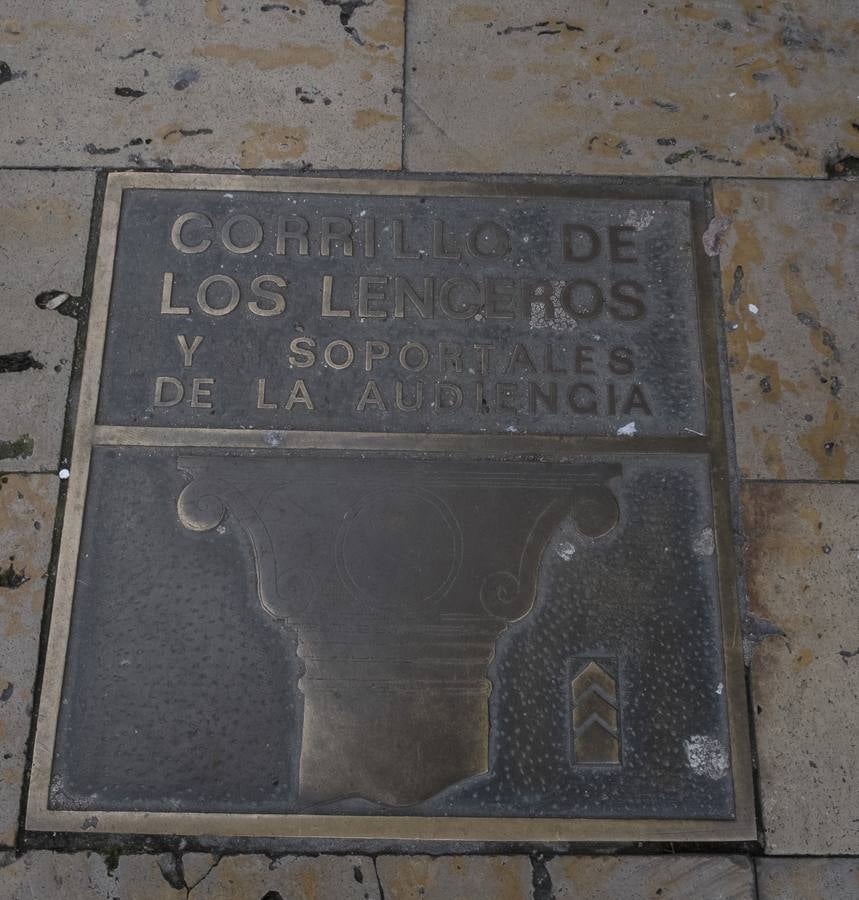 CORRILLO DE
LOS LENCEROS
Y SOPORTALES
DE LA AUDIENCIA